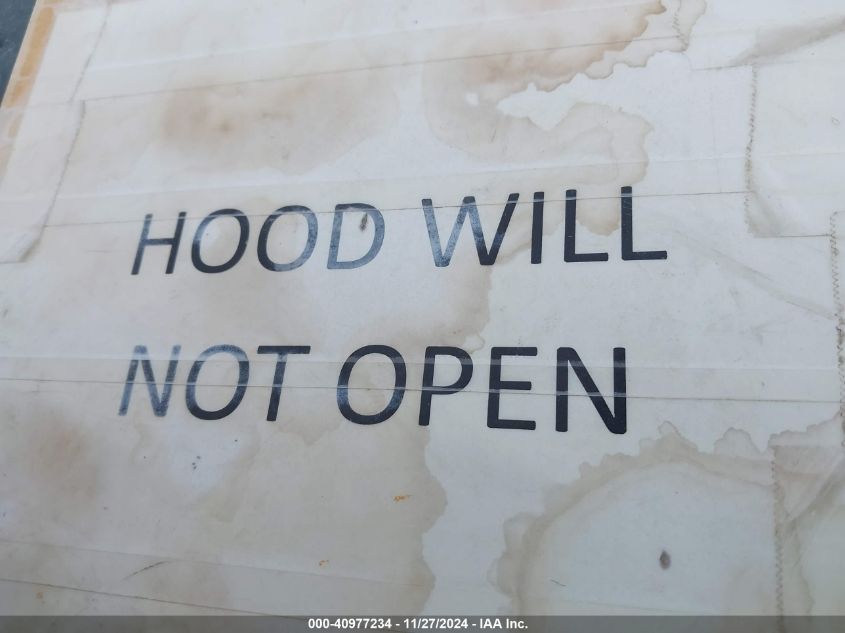 HOOD WILL
NOT OPEN
000-40977234 - 11/27/2024 - IAA Inc.